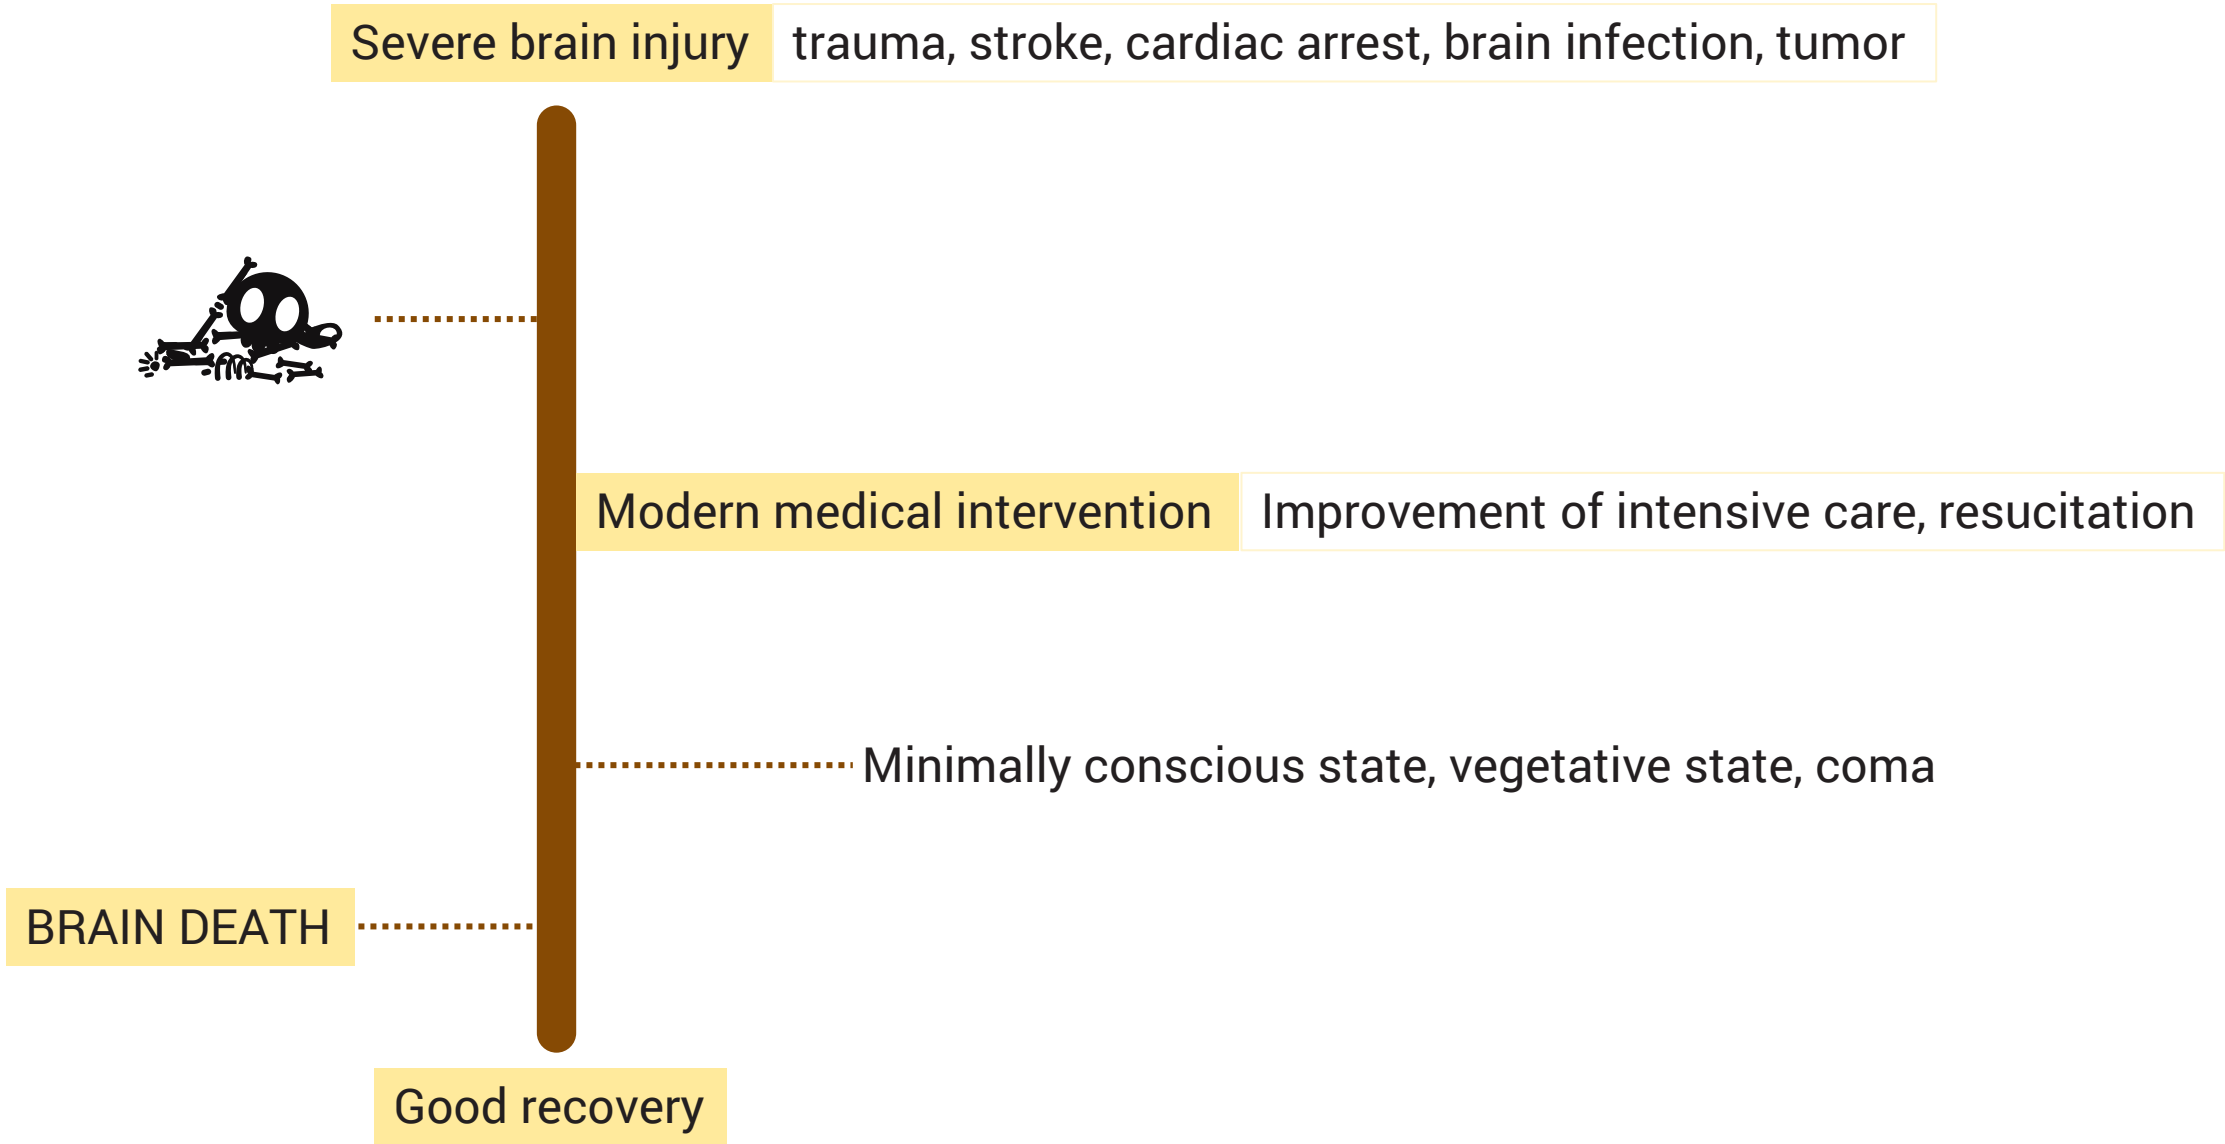 Severe brain injury trauma, stroke, cardiac arrest, brain infection, tumor
Modern medical intervention Improvement of intensive care, resucitation
Minimally conscious state, vegetative state, coma
BRAIN DEATH
Good recovery